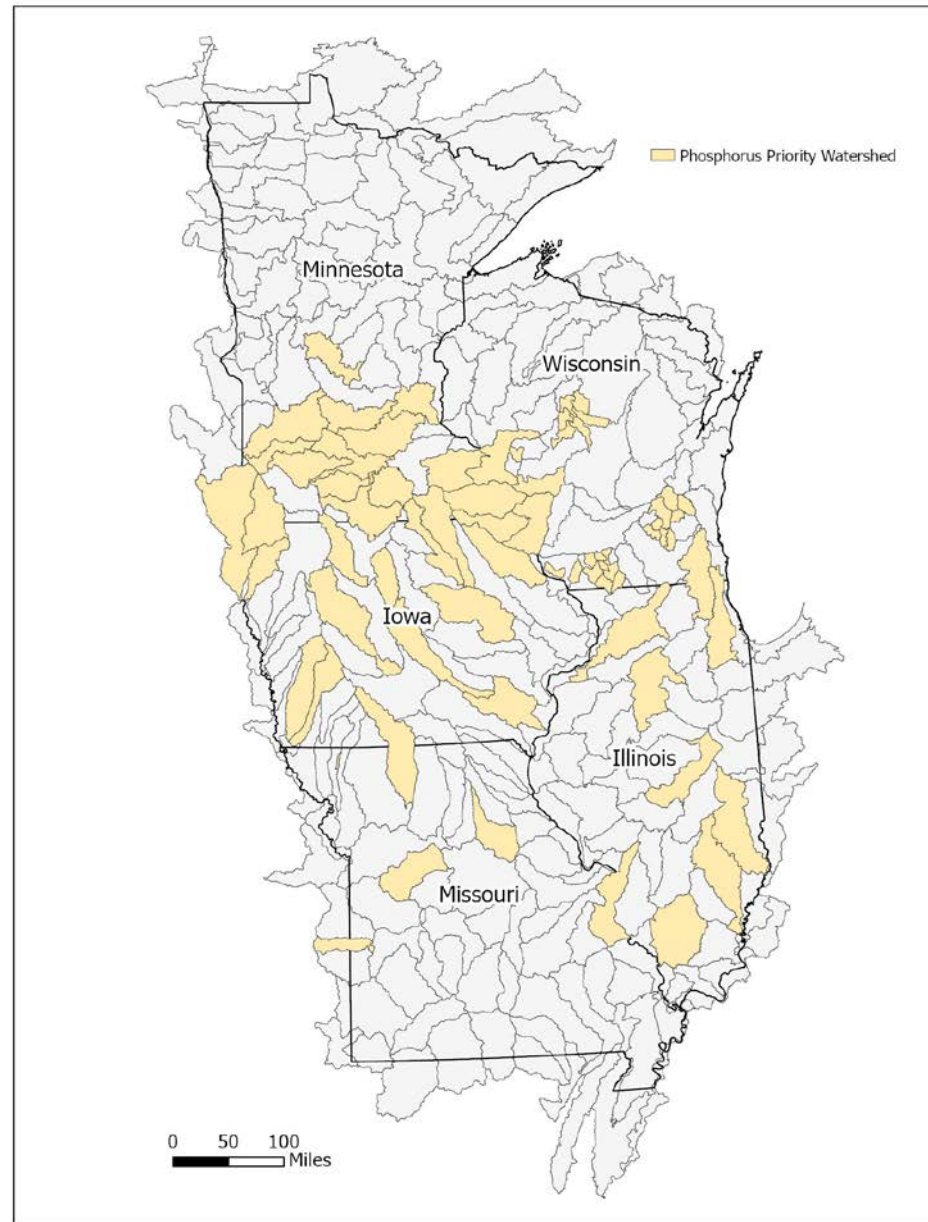 Phosphorus Priority Watershed
Minnesota
Wisconsin
Iowa
Illinois
Missouri
0 50 100
Miles